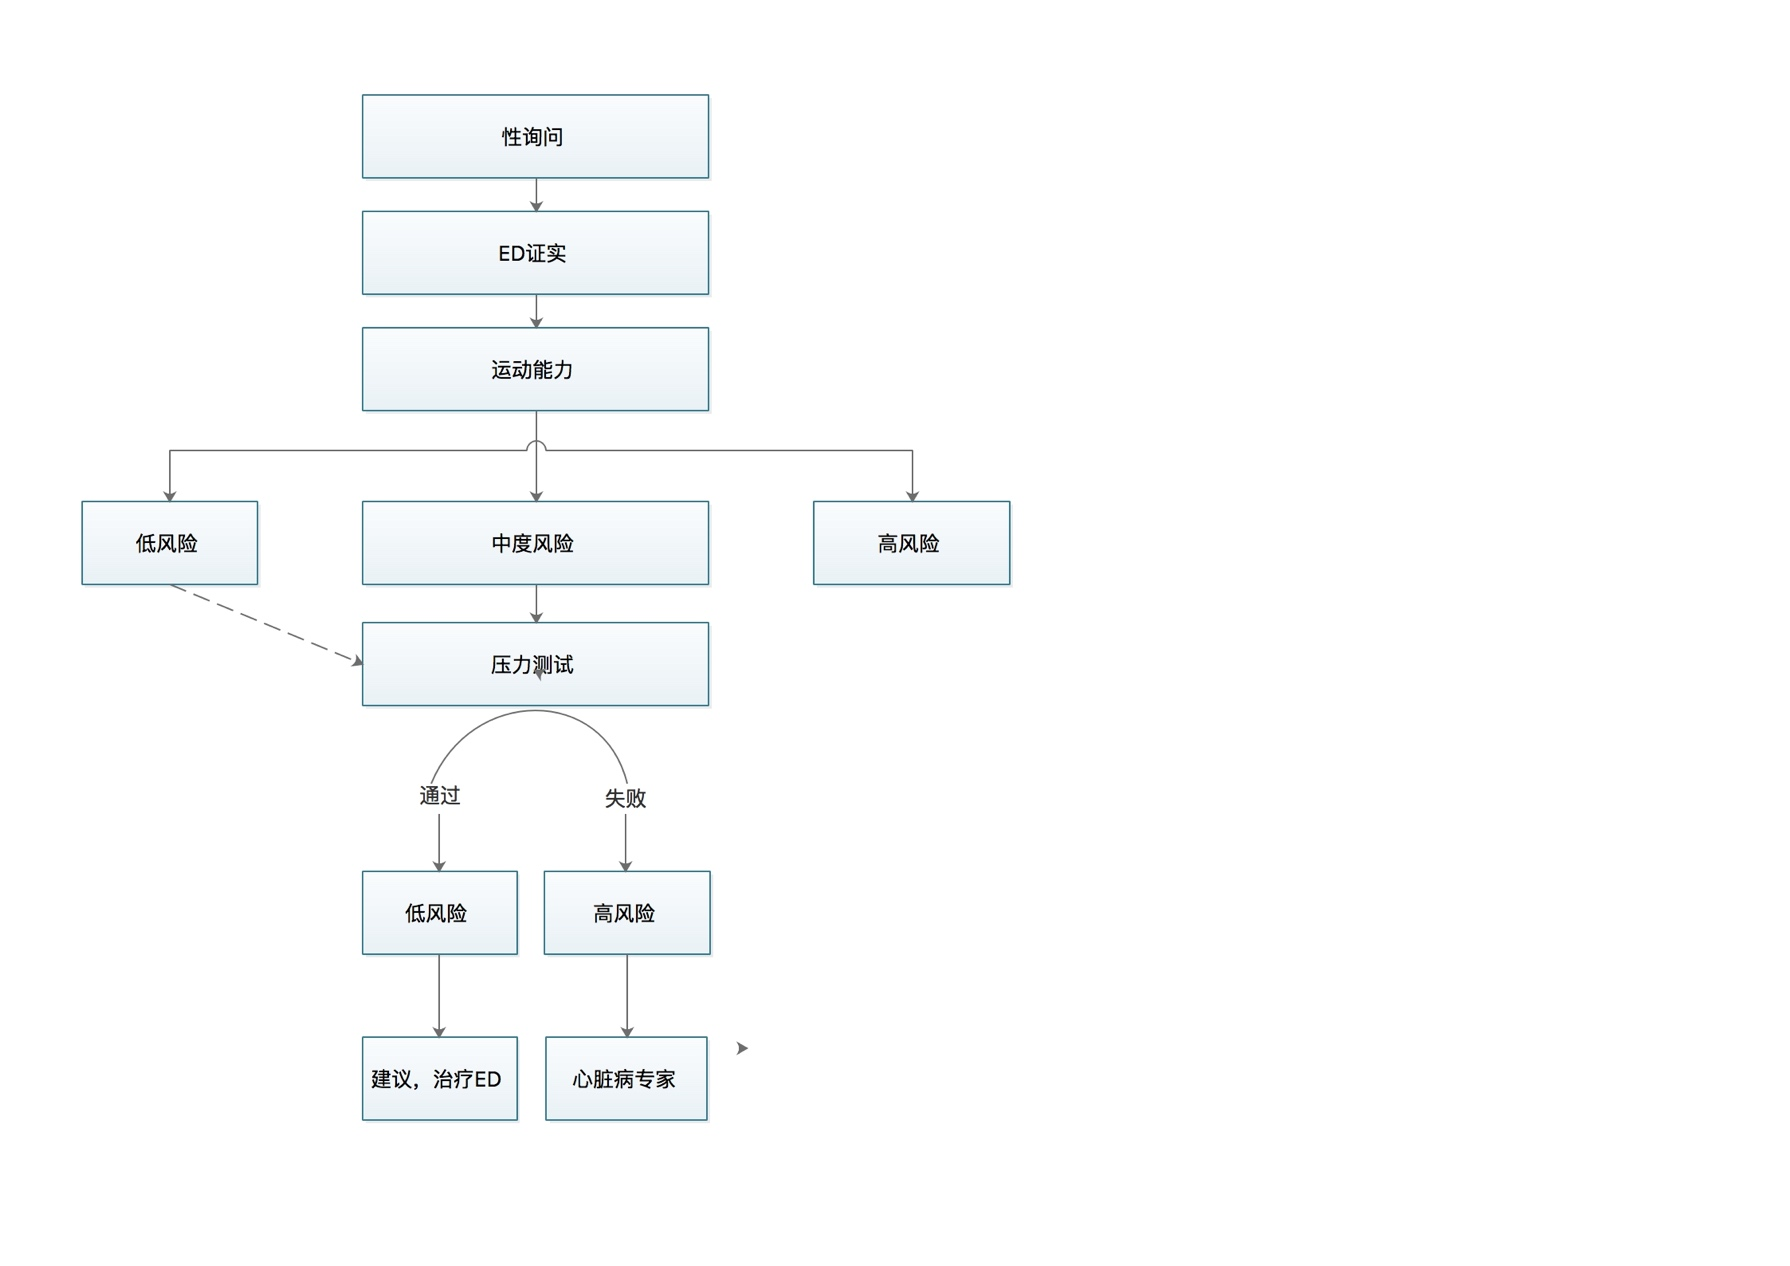 性询问
ED证实
运动能力
低风险
中度风险
高风险
压力测试
通过
失败
低风险
高风险
建议，治疗ED
心脏病专家